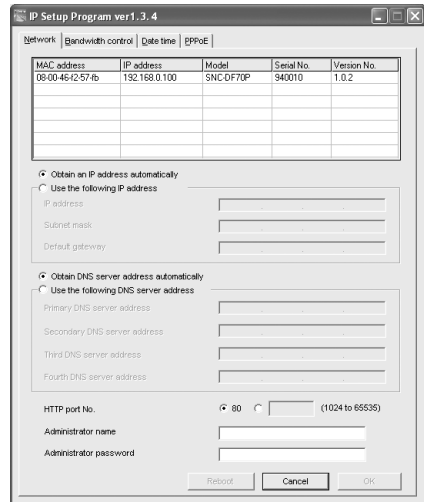 IP Setup Program ver1.3.4
Network Bandwidth control Date time PPPoE
MAC address IP address Model Serial No. Version No.
08-00-46-f2-57-fb 192.168.0.100 SNC-DF70P 940010 1.0.2
Obtain an IP address automatically
Use the following IP address
IP address
Subnet mask
Default gateway
Obtain DNS server address automatically
Use the following DNS server address
Primary DNS server address
Secondary DNS server address
Third DNS server address
Fourth DNS server address
HTTP port No. 80 (1024 to 65535)
Administrator name
Administrator password
Reboot Cancel OK